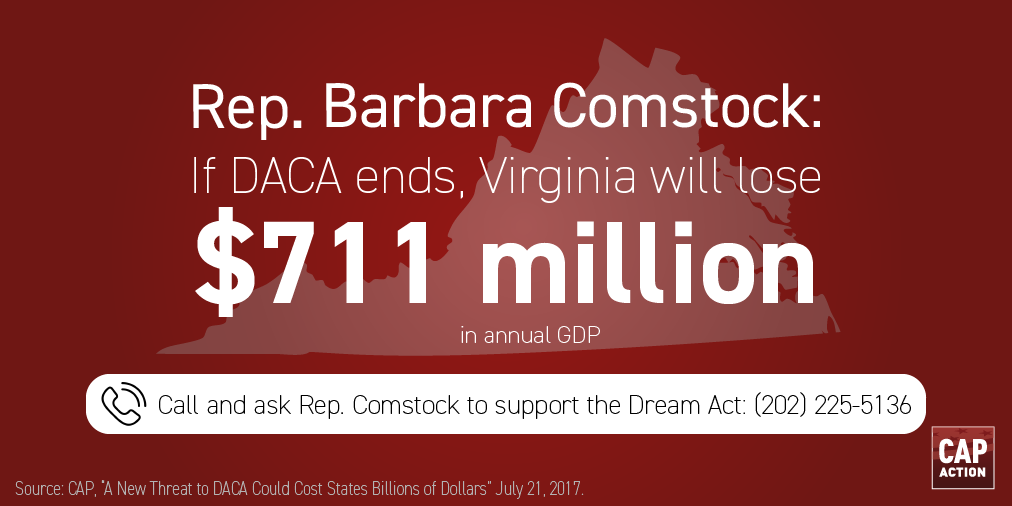 Rep. Barbara Comstock:
If DACA ends, Virginia will lose
$711 million
in annual GDP
Call and ask Rep. Comstock to support the Dream Act: (202) 225-5136
CAP
ACTION
Source: CAP, "A New Threat to DACA Could Cost States Billions of Dollars" July 21, 2017.